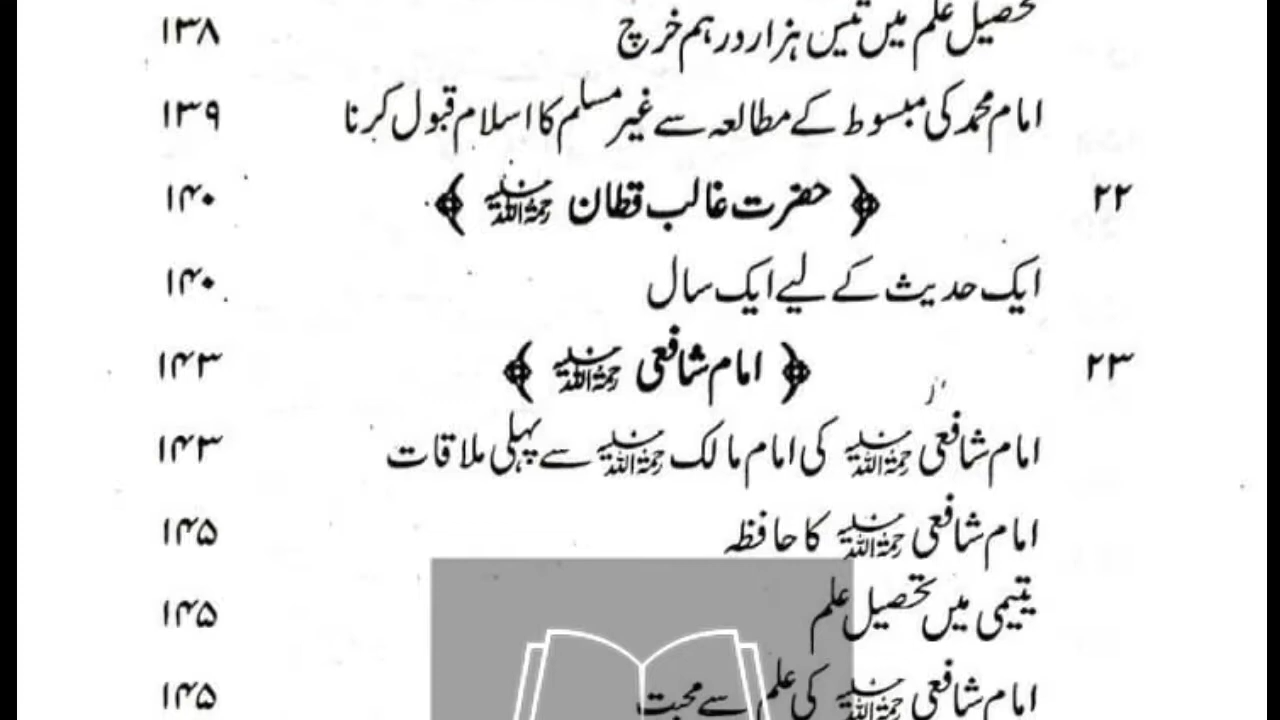 تحصیل علم میں تیس ہزار درہم خرچ ۱۳۸
امام محمد کی مبسوط کے مطالعہ سے غیر مسلم کا اسلام قبول کرنا ۱۳۹
۲۲ ﴿ حضرت غالب قطان رحمۃ اللہ علیہ ﴾ ۱۴۰
ایک حدیث کے لیے ایک سال ۱۴۰
۲۳ ﴿ امام شافعی رحمۃ اللہ علیہ ﴾ ۱۴۳
امام شافعی رحمۃ اللہ علیہ کی امام مالک رحمۃ اللہ علیہ سے پہلی ملاقات ۱۴۳
امام شافعی رحمۃ اللہ علیہ کا حافظہ ۱۴۵
یتیمی میں تحصیل علم ۱۴۵
امام شافعی رحمۃ اللہ علیہ کی علم سے محبت ۱۴۵